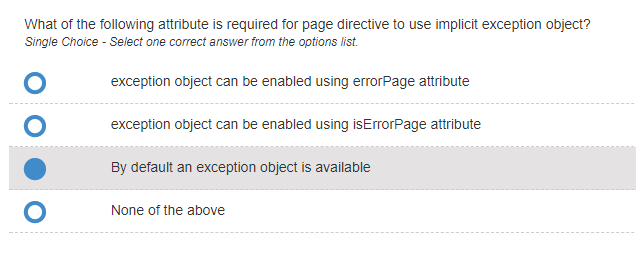 What of the following attribute is required for page directive to use implicit exception object?
Single Choice - Select one correct answer from the options list.
exception object can be enabled using errorPage attribute
exception object can be enabled using isErrorPage attribute
By default an exception object is available
None of the above